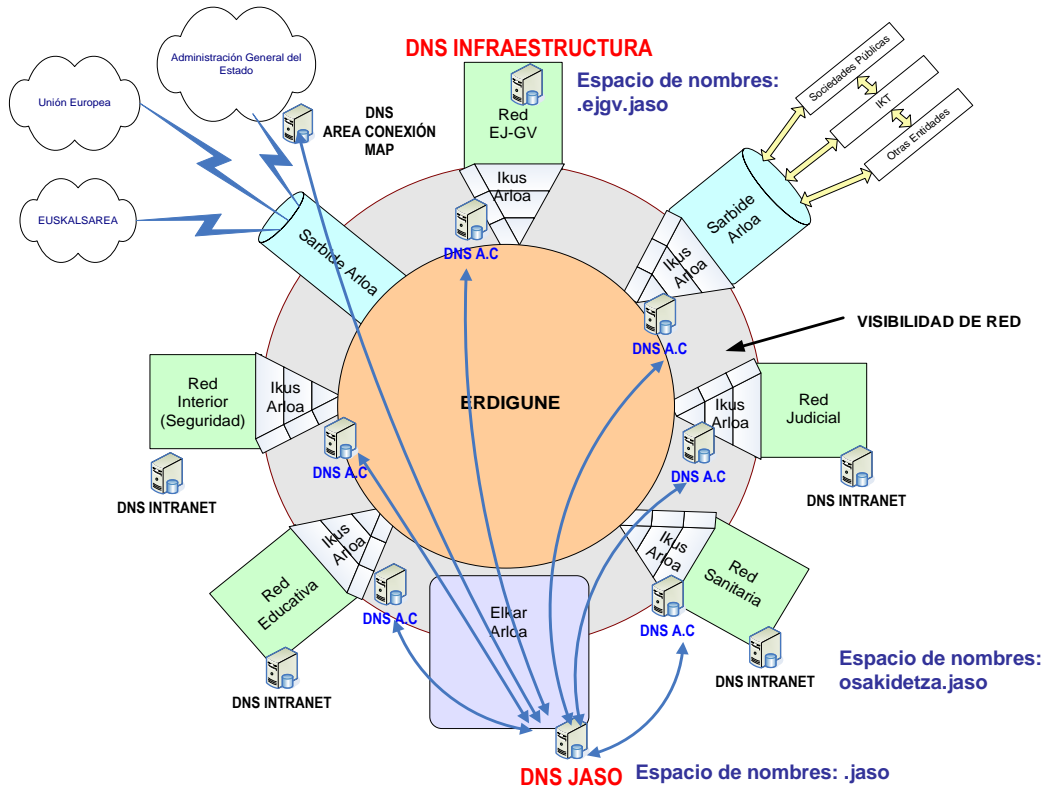 DNS INFRAESTRUCTURA
Administración General del
Estado
Unión Europea
EUSKALSAREA
DNS
AREA CONEXIÓN
MAP
Red
EJ-GV
Espacio de nombres:
.ejgv.jaso
Sociedades Públicas
IKT
Otras Entidades
Ikus
Arloa
DNS A.C
Sarbide Arloa
Sarbide
Arloa
Ikus
Arloa
DNS A.C
VISIBILIDAD DE RED
ERDIGUNE
Red
Interior
(Seguridad)
Ikus
Arloa
DNS A.C
DNS INTRANET
Ikus
Arloa
Red
Judicial
DNS A.C
DNS INTRANET
Ikus
Arloa
Red
Educativa
DNS A.C
DNS INTRANET
Elkar
Arloa
Ikus
Arloa
Red
Sanitaria
DNS A.C
DNS INTRANET
Espacio de nombres:
osakidetza.jaso
DNS JASO
Espacio de nombres: .jaso